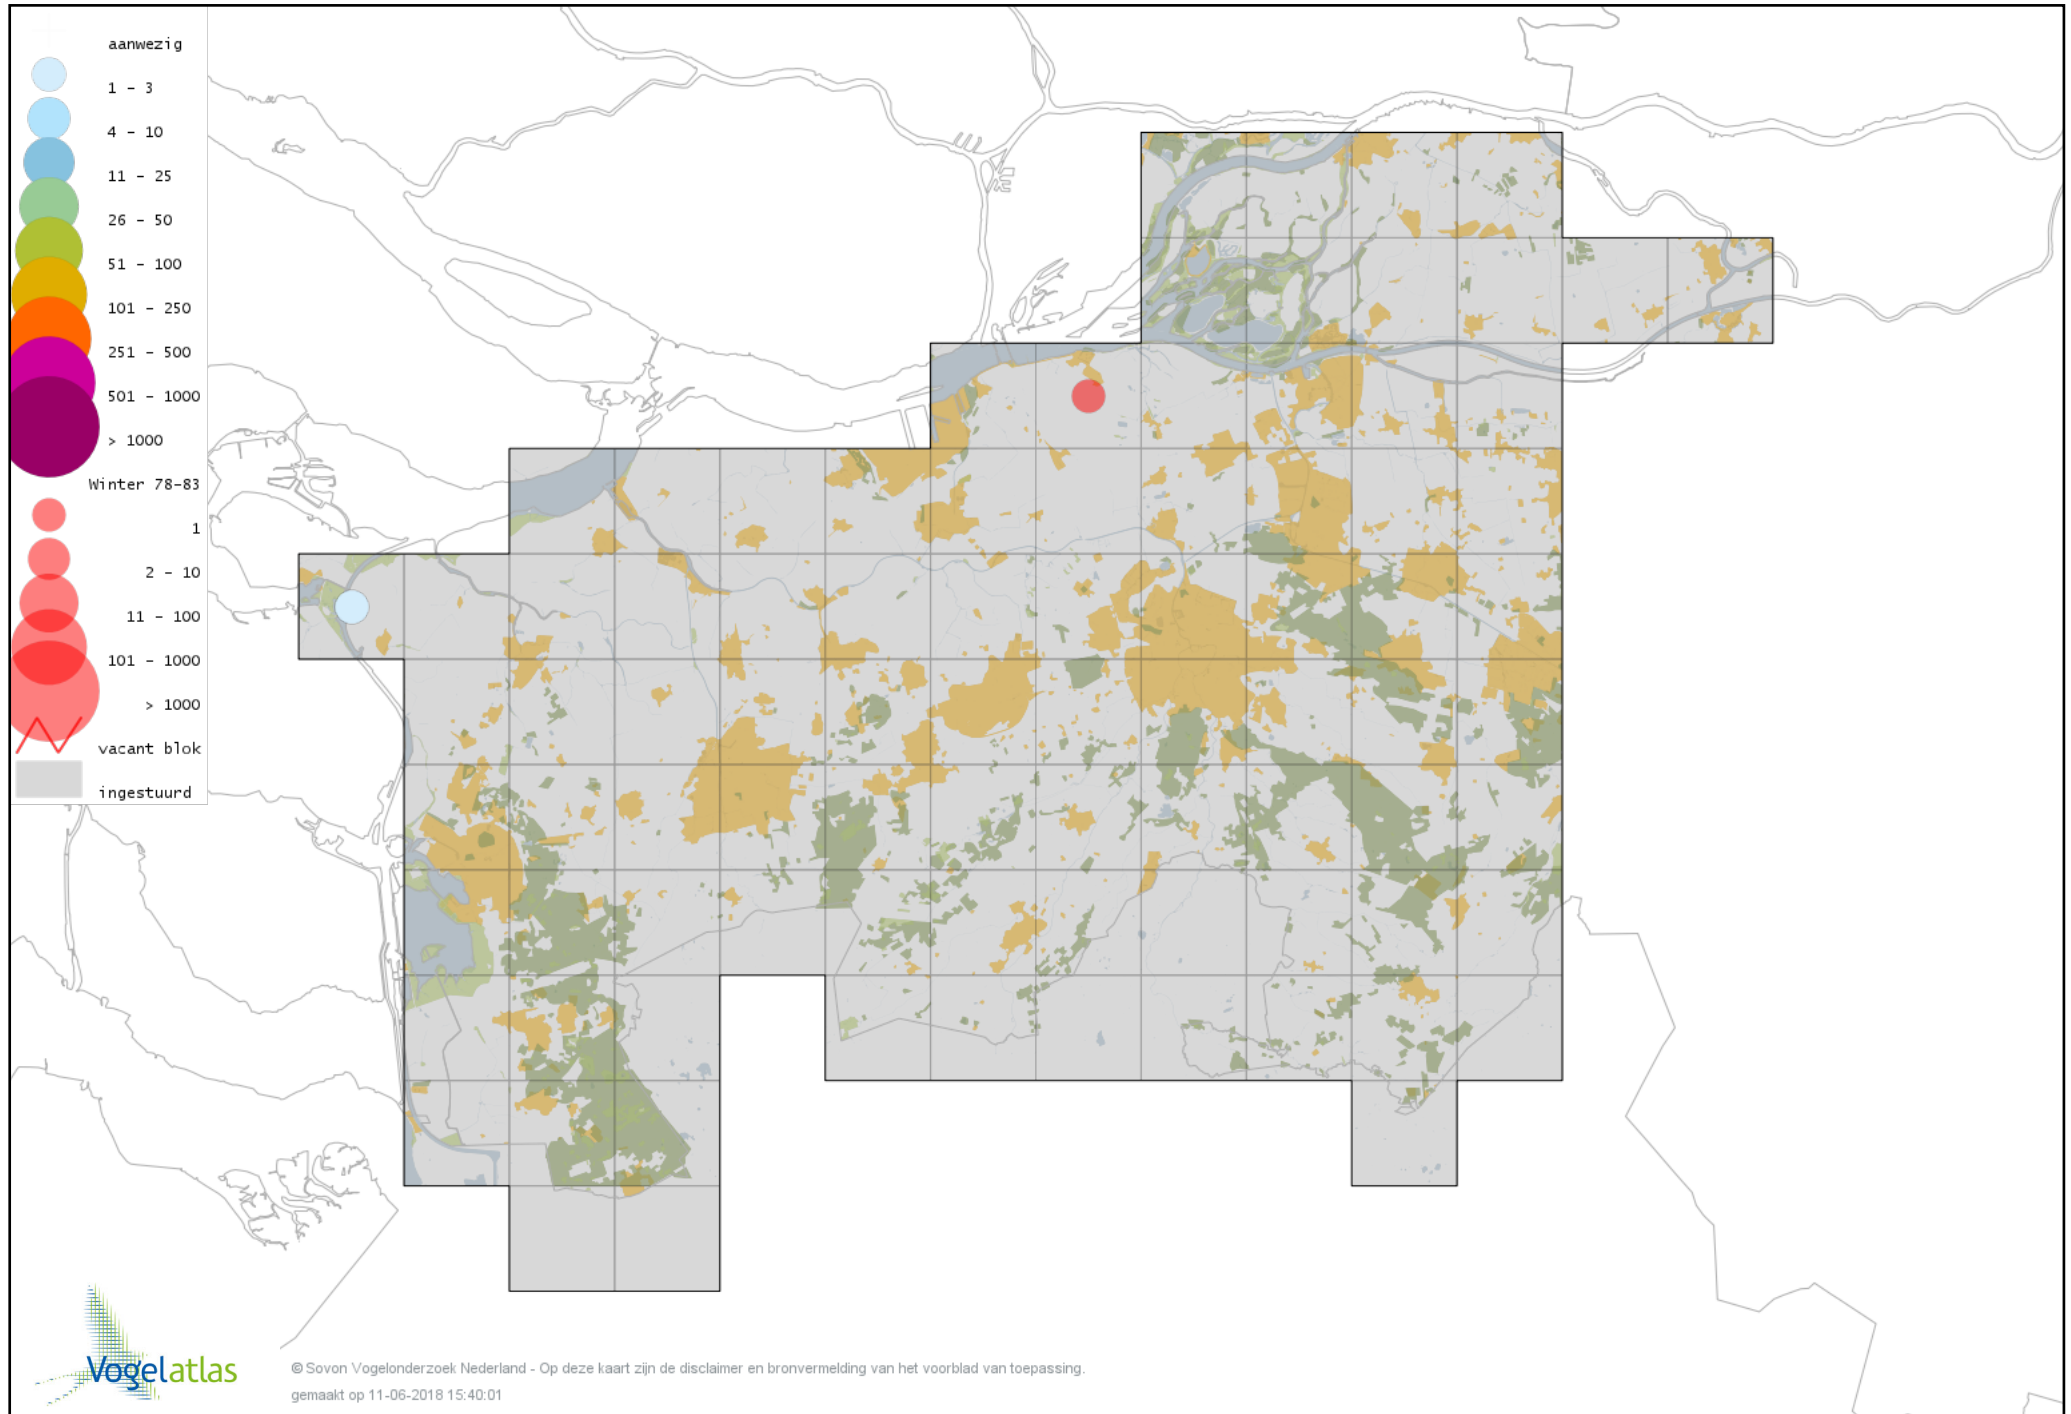 aanwezig
1 - 3
4 - 10
11 - 25
26 - 50
51 - 100
101 - 250
251 - 500
501 - 1000
> 1000
Winter 78-83
1
2 - 10
11 - 100
101 - 1000
> 1000
vacant blok
ingestuurd
Vogelatlas
© Sovon Vogelonderzoek Nederland - Op deze kaart zijn de disclaimer en bronvermelding van het voorblad van toepassing.
gemaakt op 11-06-2018 15:40:01